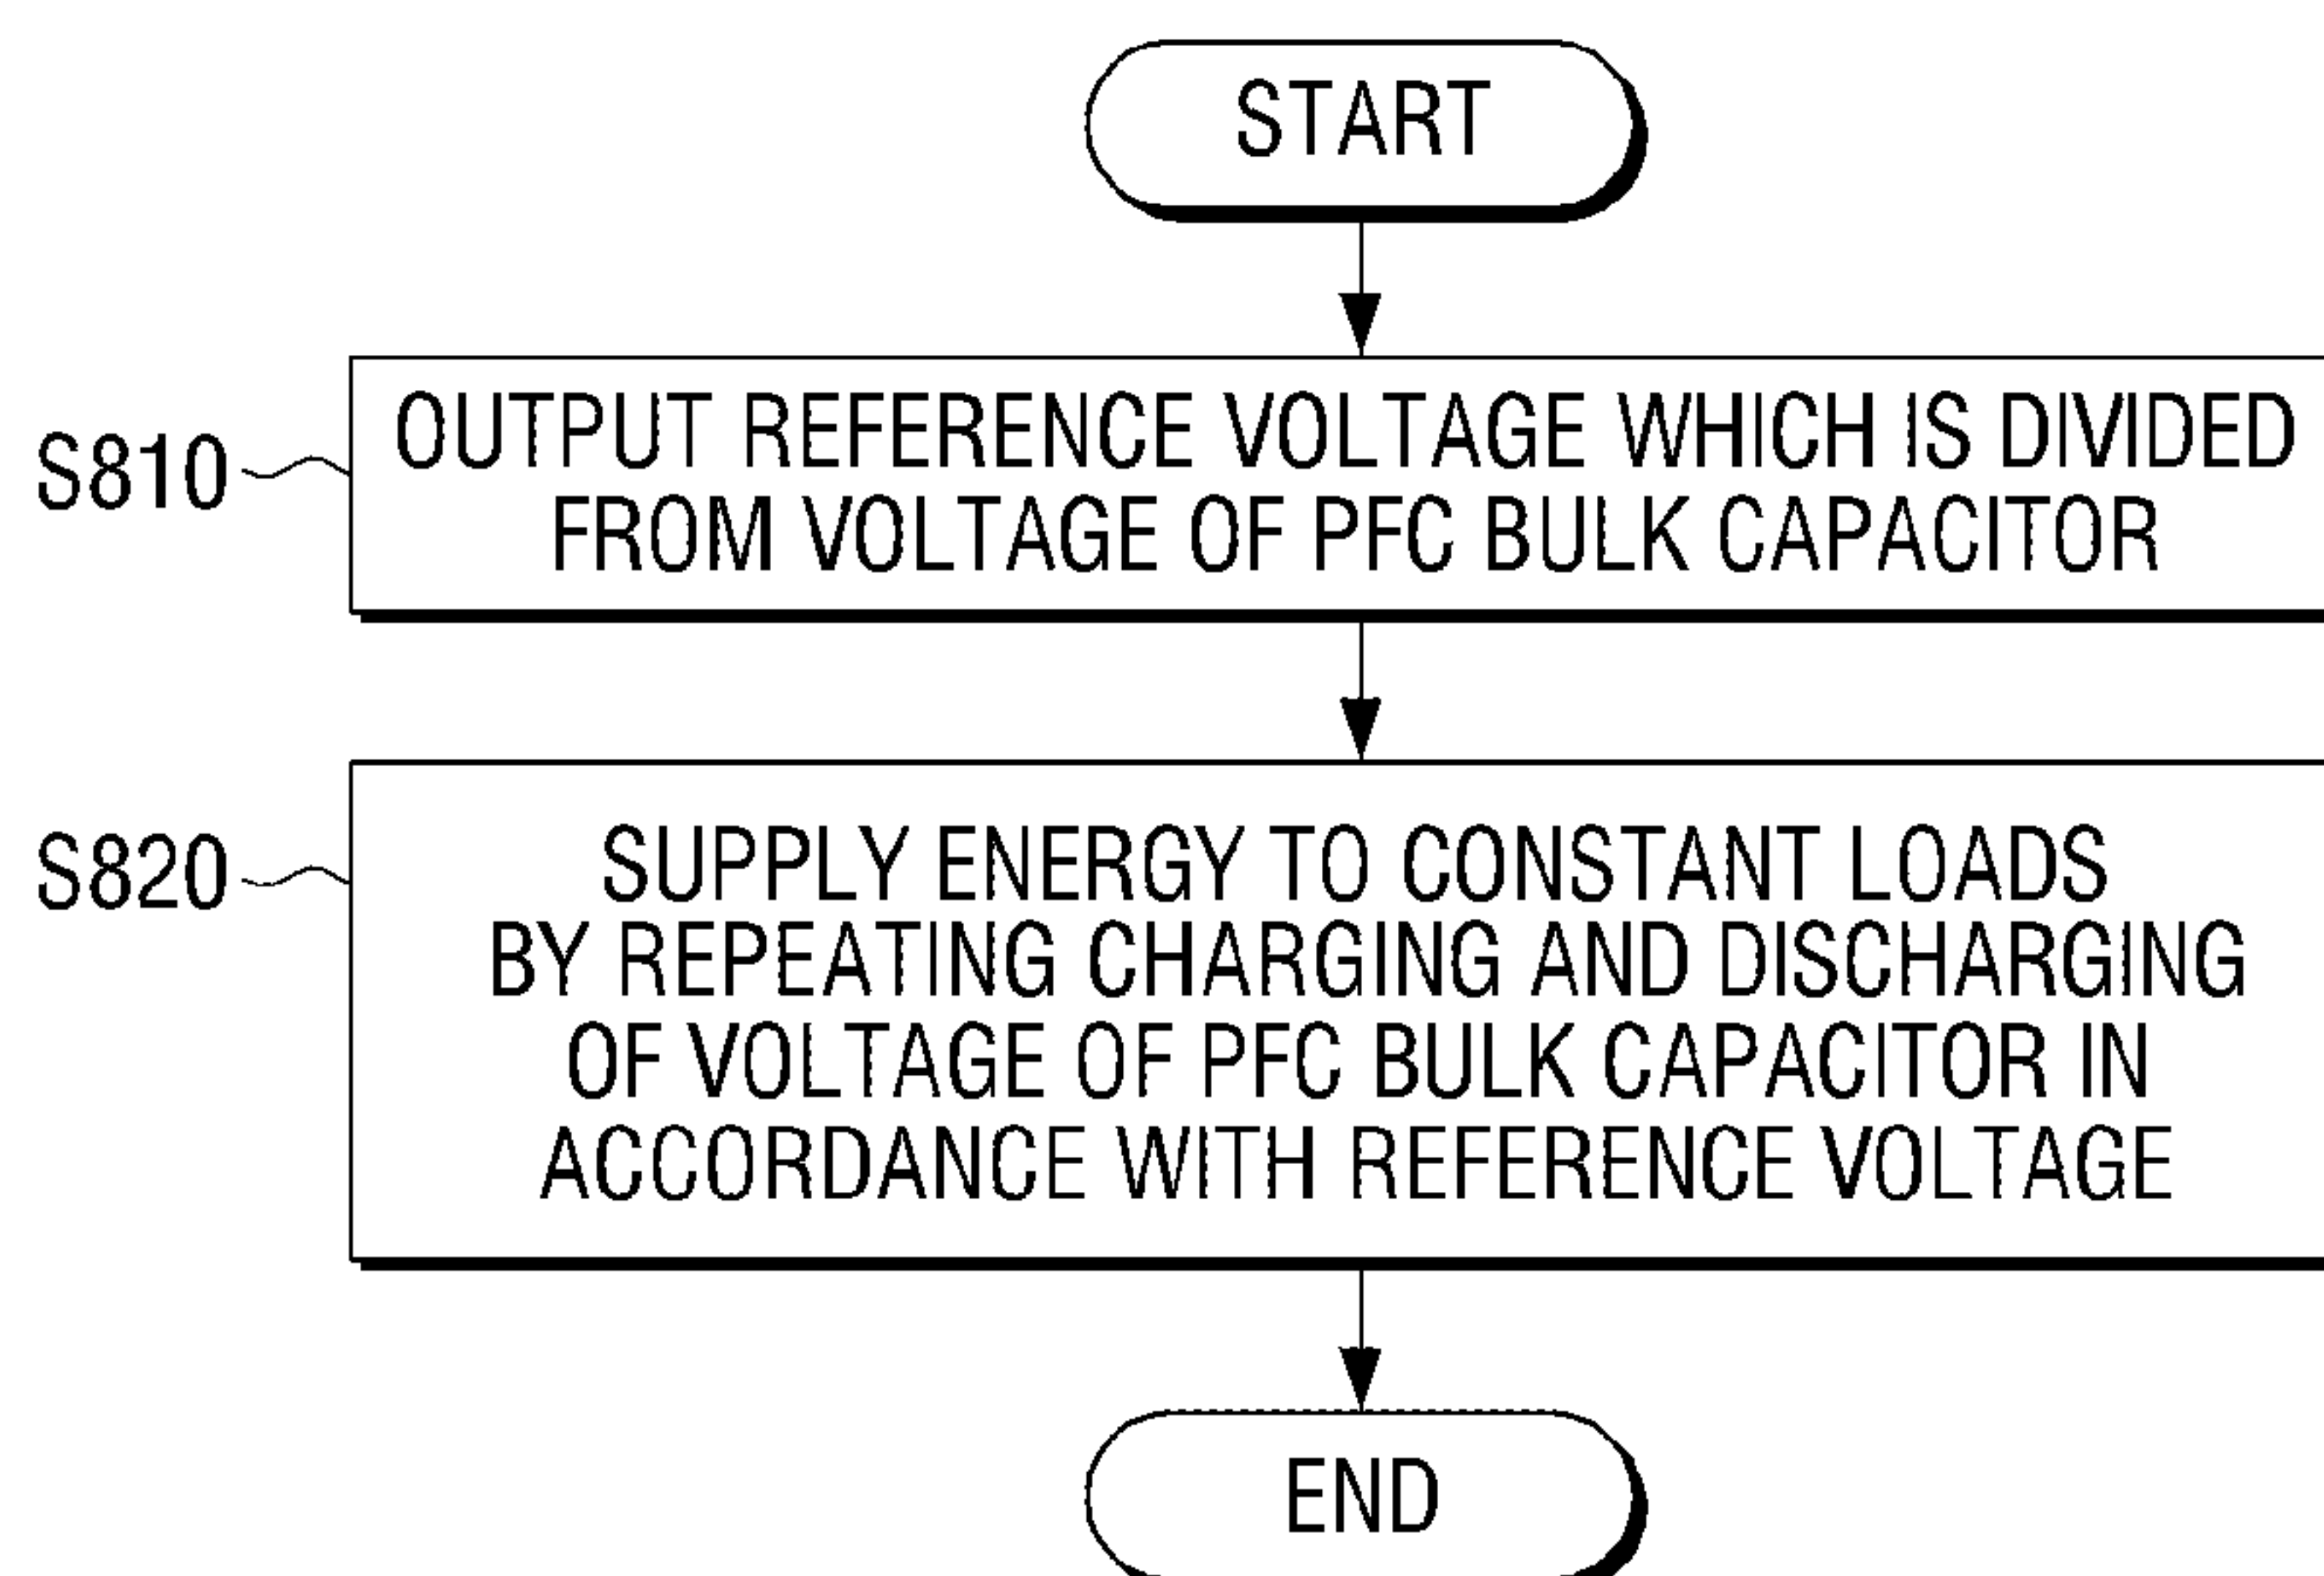 START
S810
OUTPUT REFERENCE VOLTAGE WHICH IS DIVIDED
FROM VOLTAGE OF PFC BULK CAPACITOR
S820
SUPPLY ENERGY TO CONSTANT LOADS
BY REPEATING CHARGING AND DISCHARGING
OF VOLTAGE OF PFC BULK CAPACITOR IN
ACCORDANCE WITH REFERENCE VOLTAGE
END